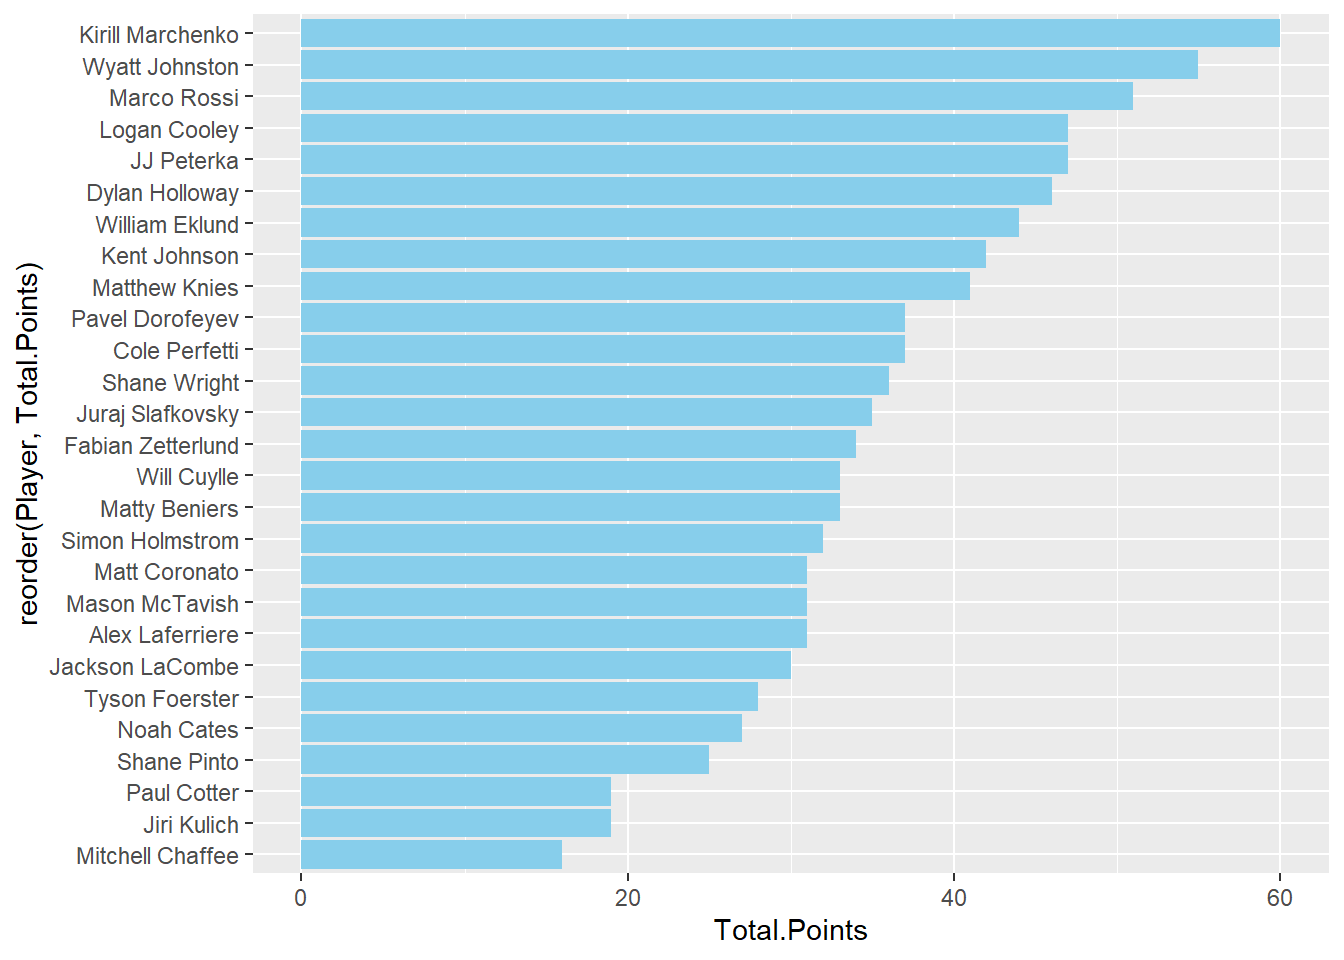 reorder(Player, Total.Points)
Kirill Marchenko
Wyatt Johnston
Marco Rossi
Logan Cooley
JJ Peterka
Dylan Holloway
William Eklund
Kent Johnson
Matthew Knies
Pavel Dorofeyev
Cole Perfetti
Shane Wright
Juraj Slafkovsky
Fabian Zetterlund
Will Cuylle
Matty Beniers
Simon Holmstrom
Matt Coronato
Mason McTavish
Alex Laferriere
Jackson LaCombe
Tyson Foerster
Noah Cates
Shane Pinto
Paul Cotter
Jiri Kulich
Mitchell Chaffee
0 20 40 60
Total.Points